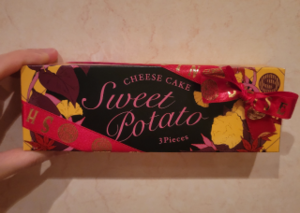 CHEESE CAKE
Sweet
Potato
3Pieces